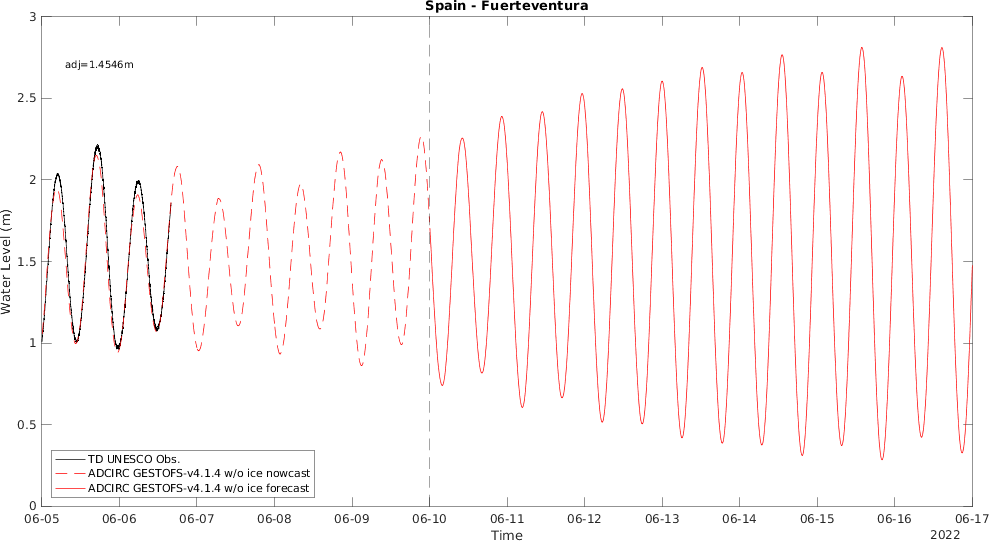 Spain - Fuerteventura
adj=1.4546m
3
2.5
2
1.5
1
0.5
0
Water Level (m)
TD UNESCO Obs.
ADCIRC GESTOFS-v4.1.4 w/o ice nowcast
ADCIRC GESTOFS-v4.1.4 w/o ice forecast
06-05 06-06 06-07 06-08 06-09 06-10 06-11 06-12 06-13 06-14 06-15 06-16 06-17
Time
2022